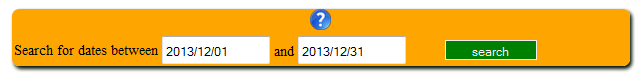 ?
Search for dates between 2013/12/01 and 2013/12/31 search